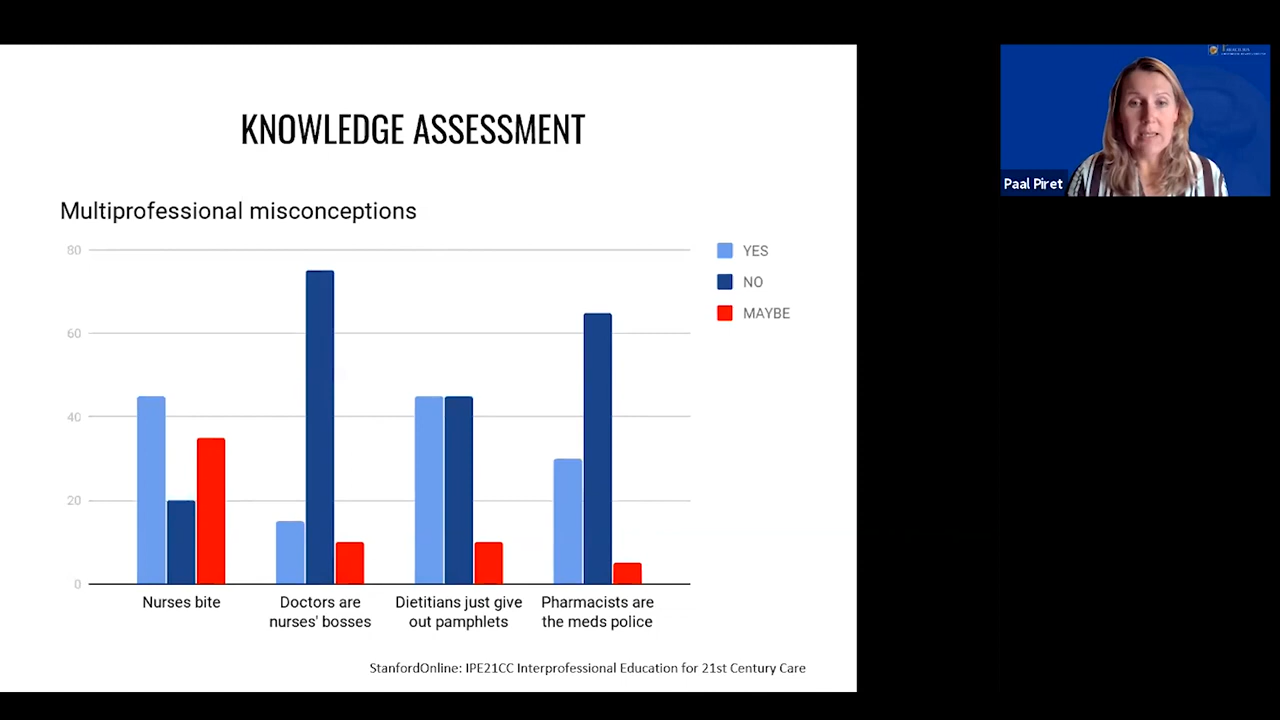 KNOWLEDGE ASSESSMENT
Multiprofessional misconceptions
80
60
40
20
0
YES
NO
MAYBE
Nurses bite
Doctors are
nurses' bosses
Dietitians just give
out pamphlets
Pharmacists are
the meds police
StanfordOnline: IPE21CC Interprofessional Education for 21st Century Care
Paal Piret